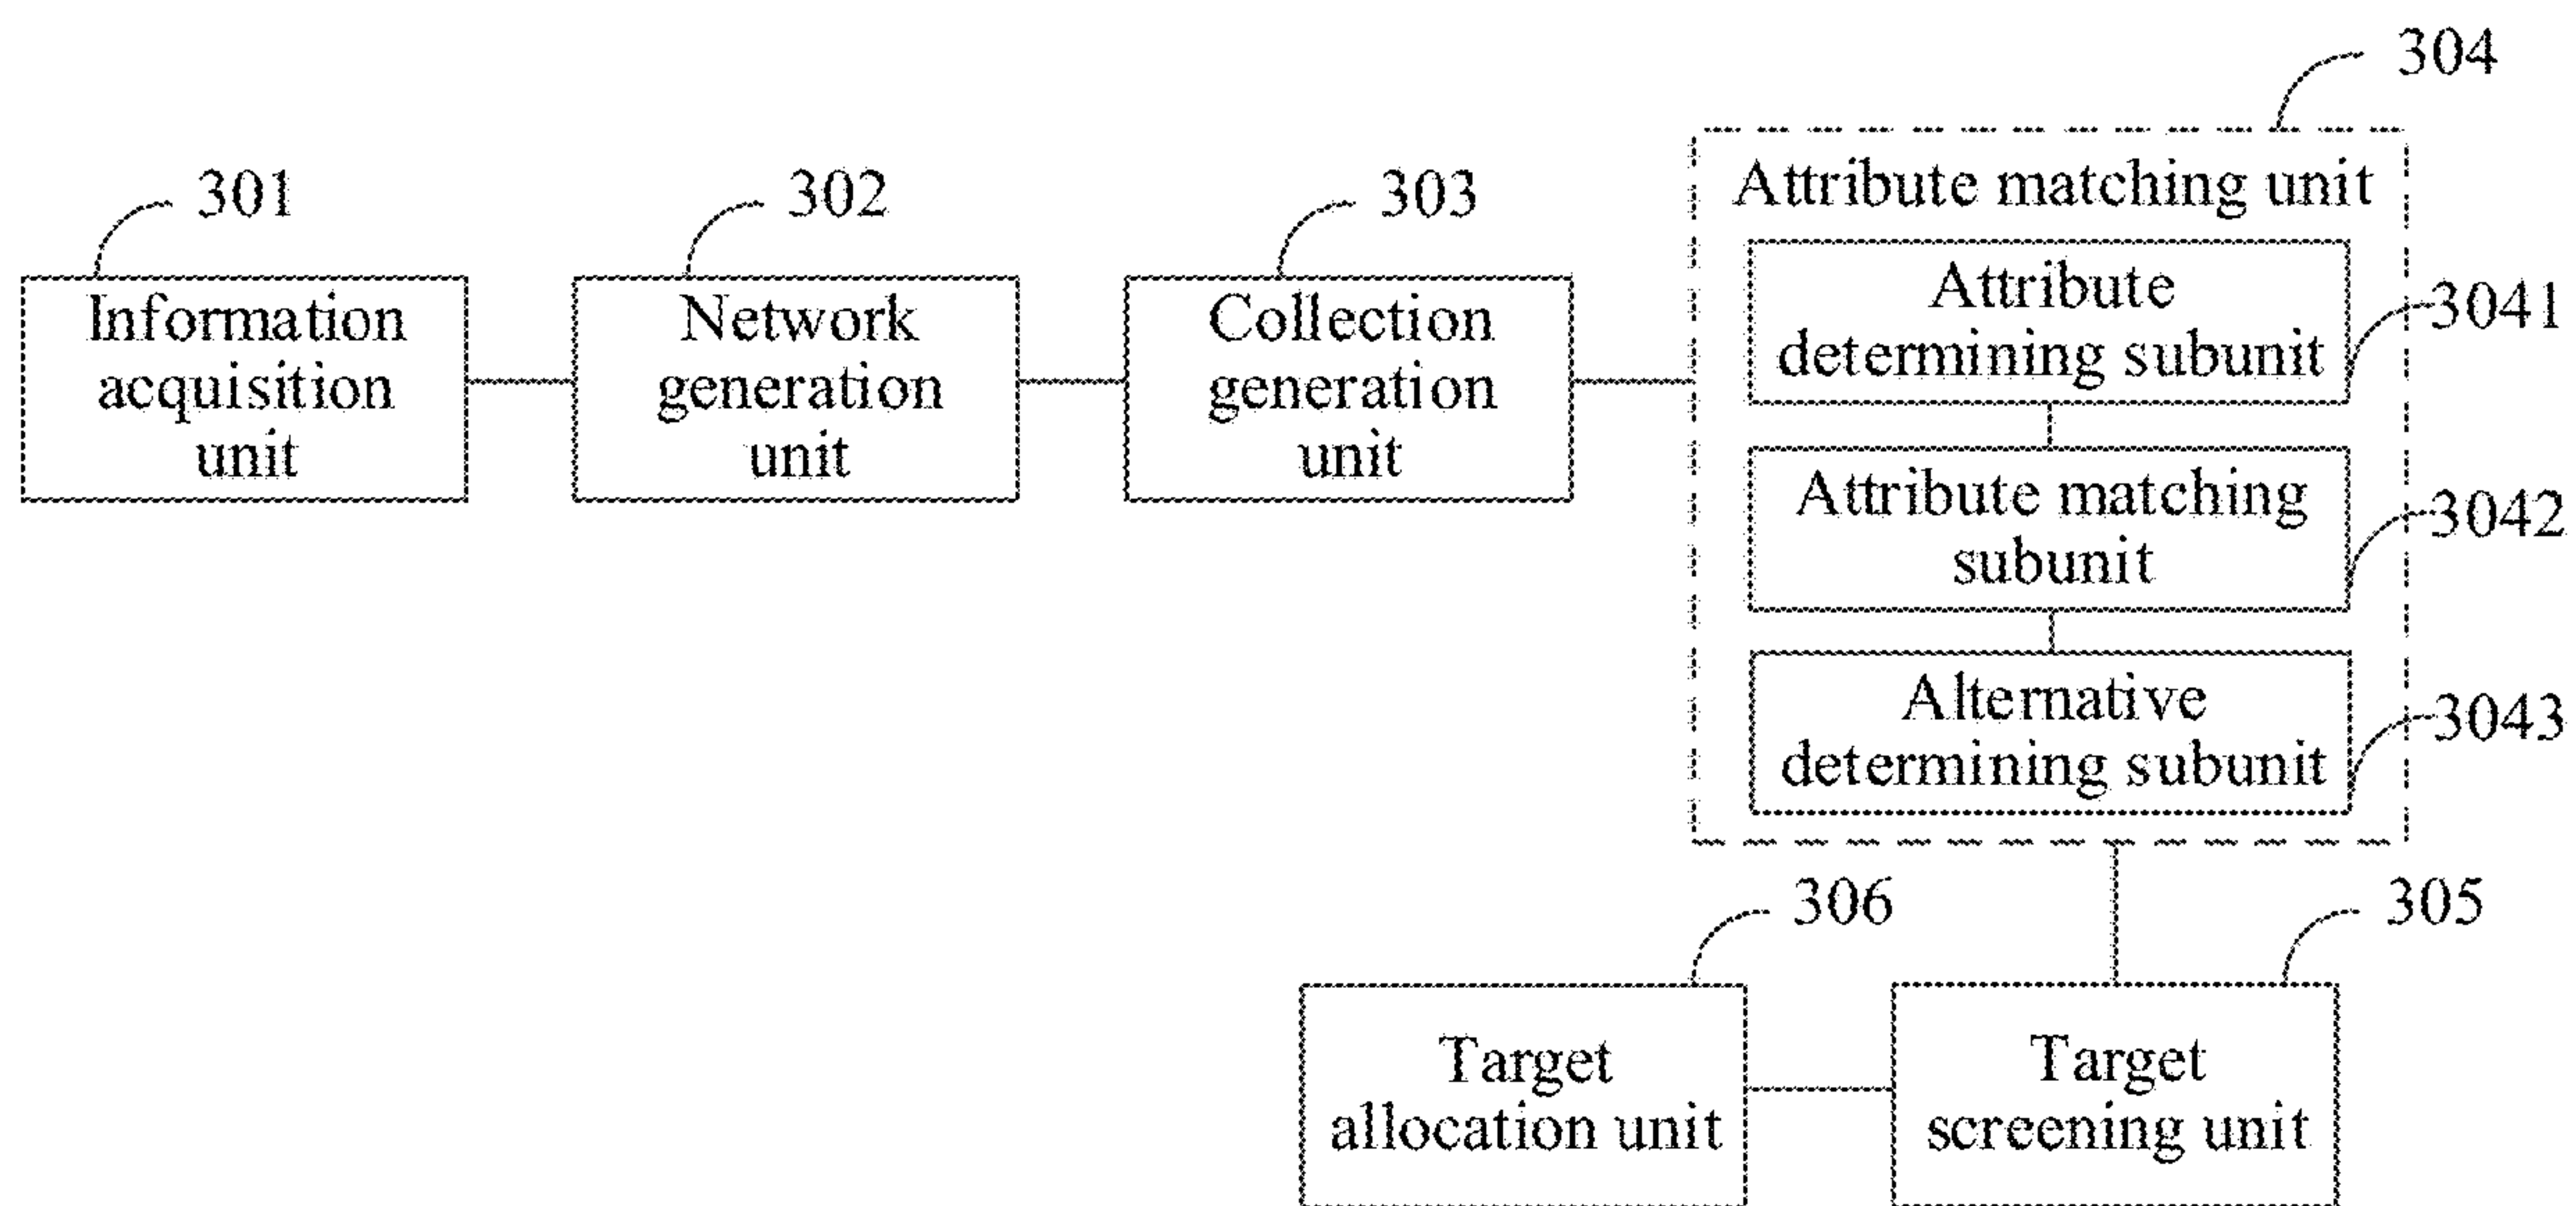 304
301
302
303
Attribute matching unit
Information
acquisition
unit
Network
generation
unit
Collection
generation
unit
Attribute
determining subunit
3041
Attribute matching
subunit
3042
Alternative
determining subunit
3043
306
305
Target
allocation unit
Target
screening unit